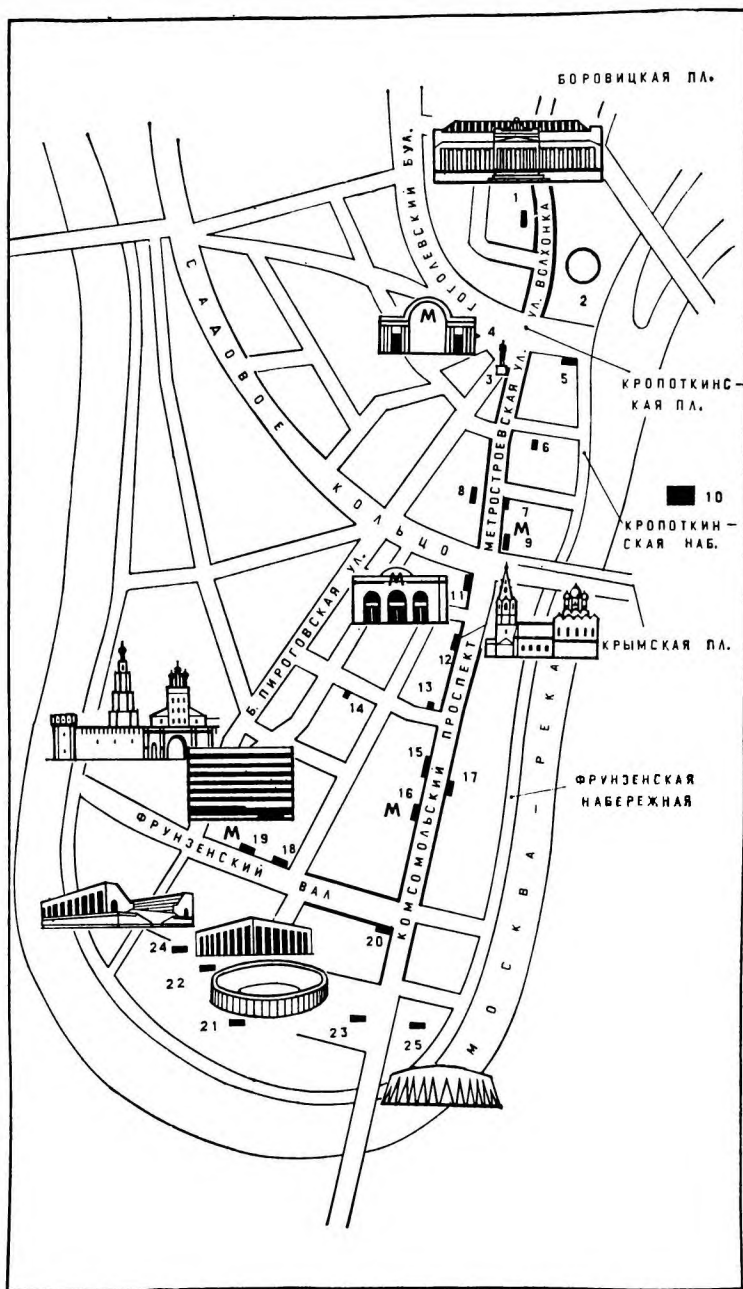 БОРОВИЦКАЯ ПЛ.
ГОГОЛЕВСКИЙ БУЛ.
1
УЛ. ВОЛХОНКА
2
САДОВОЕ КОЛЬЦО
М
4
3
5
КРОПОТКИНС-
КАЯ ПЛ.
МЕТРОСТРОЕВСКАЯ УЛ.
6
8
7
10
М
9
КРОПОТКИН-
СКАЯ НАБ.
М
11
Б. ПИРОГОВСКАЯ УЛ.
12
КРЫМСКАЯ ПЛ.
13
14
КОМСОМОЛЬСКИЙ ПРОСПЕКТ
15
16
17
М
ФРУНЗЕНСКАЯ
НАБЕРЕЖНАЯ
МОСКВА-РЕКА
М
19
18
ФРУНЗЕНСКИЙ ВАЛ
20
24
22
21
23
25